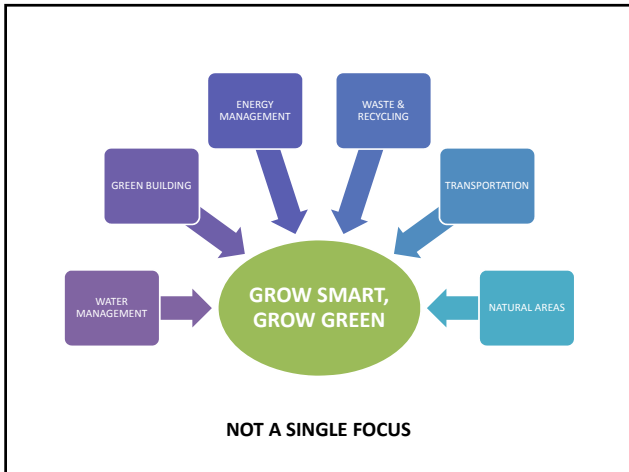 ENERGY
MANAGEMENT
WASTE &
RECYCLING
GREEN BUILDING
TRANSPORTATION
WATER
MANAGEMENT
GROW SMART,
GROW GREEN
NATURAL AREAS
NOT A SINGLE FOCUS